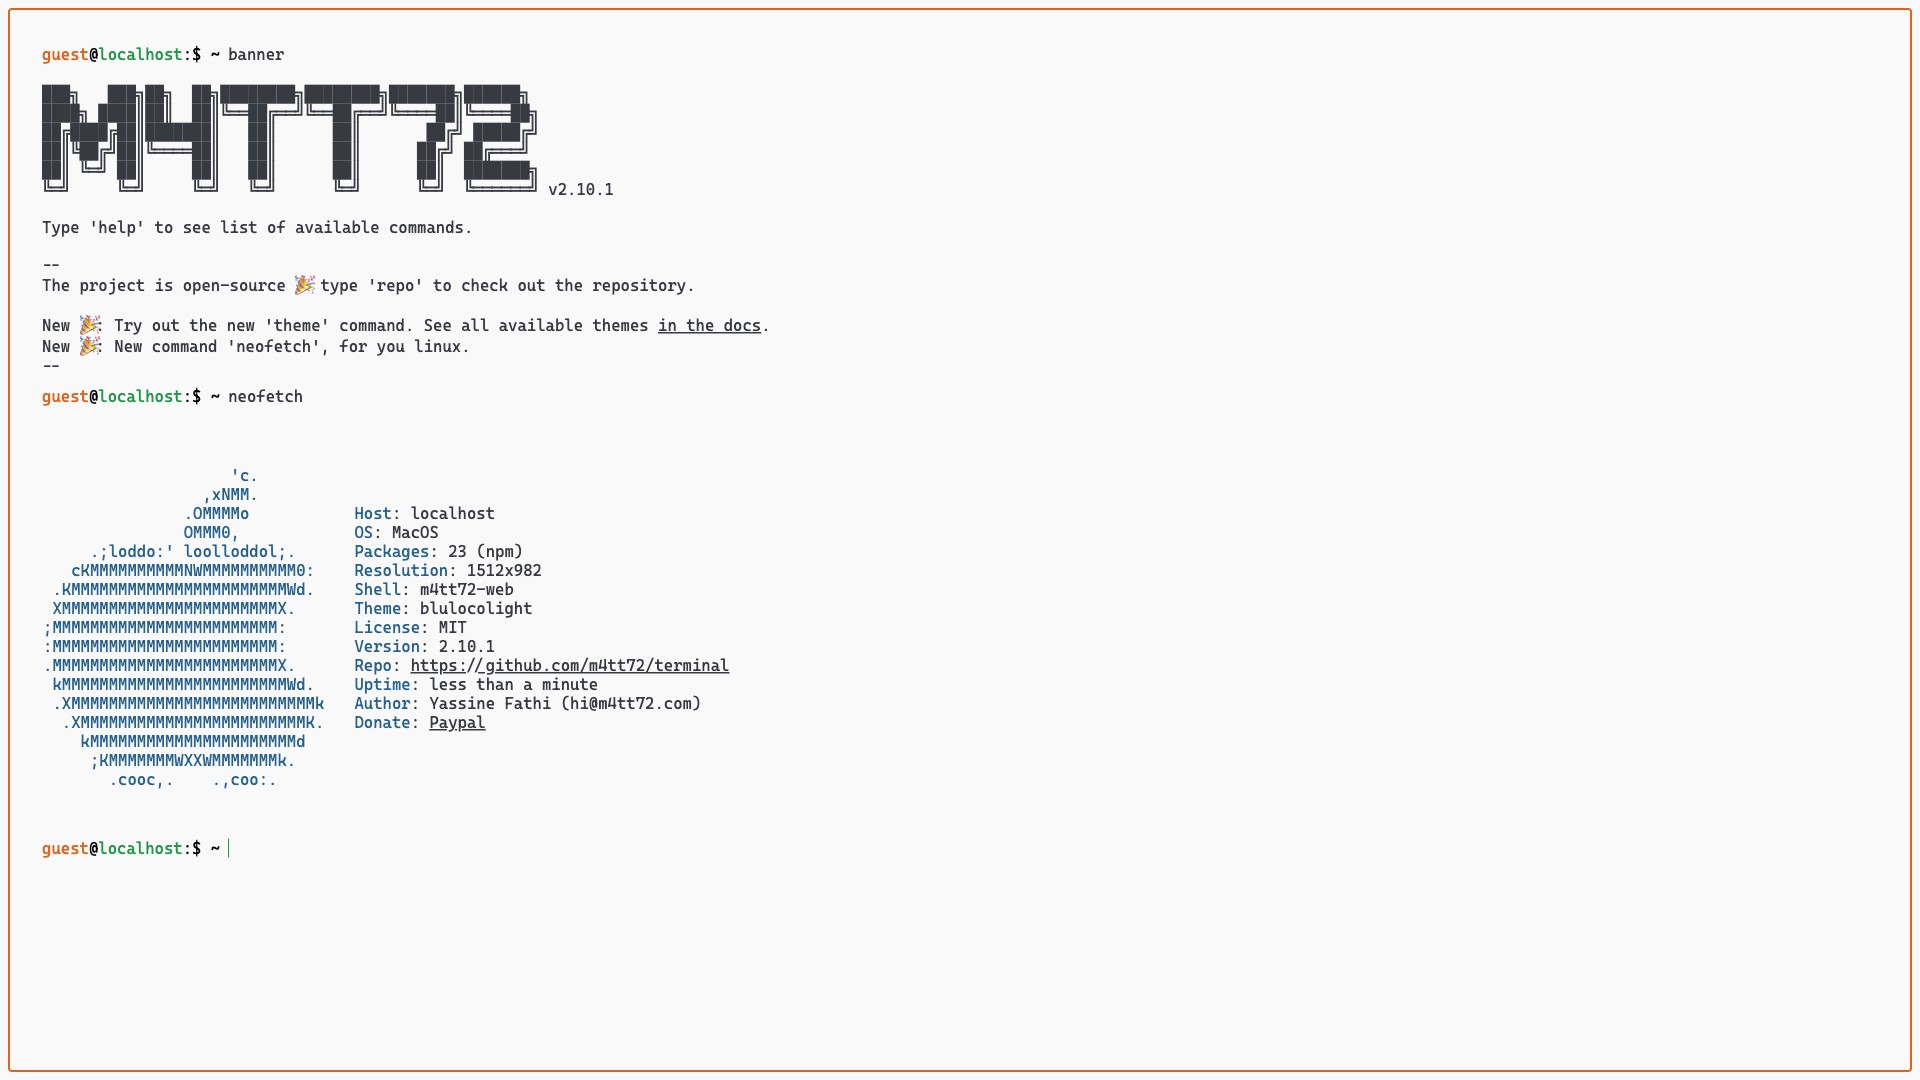 guest@localhost:$ ~ banner
███╗   ███╗██╗  ██╗████████╗████████╗███████╗██████╗
████╗ ████║██║  ██║╚══██╔══╝╚══██╔══╝╚════██║╚════██╗
██╔████╔██║███████║   ██║      ██║       ██╔╝ █████╔╝
██║╚██╔╝██║╚════██║   ██║      ██║      ██╔╝ ██╔═══╝
██║ ╚═╝ ██║     ██║   ██║      ██║      ██║  ███████╗
╚═╝     ╚═╝     ╚═╝   ╚═╝      ╚═╝      ╚═╝  ╚══════╝ v2.10.1
Type 'help' to see list of available commands.
--
The project is open-source 🎉 type 'repo' to check out the repository.
New 🎉: Try out the new 'theme' command. See all available themes in the docs.
New 🎉: New command 'neofetch', for you linux.
--
guest@localhost:$ ~ neofetch
                    'c.
                 ,xNMM.
               .OMMMMo           Host: localhost
               OMMM0,            OS: MacOS
     .;loddo:' loolloddol;.      Packages: 23 (npm)
   cKMMMMMMMMMMNWMMMMMMMMMM0:    Resolution: 1512x982
 .KMMMMMMMMMMMMMMMMMMMMMMMWd.    Shell: m4tt72-web
 XMMMMMMMMMMMMMMMMMMMMMMMX.      Theme: blulocolight
;MMMMMMMMMMMMMMMMMMMMMMMM:       License: MIT
:MMMMMMMMMMMMMMMMMMMMMMMM:       Version: 2.10.1
.MMMMMMMMMMMMMMMMMMMMMMMMX.      Repo: https://github.com/m4tt72/terminal
 kMMMMMMMMMMMMMMMMMMMMMMMMWd.    Uptime: less than a minute
 .XMMMMMMMMMMMMMMMMMMMMMMMMMMk   Author: Yassine Fathi (hi@m4tt72.com)
  .XMMMMMMMMMMMMMMMMMMMMMMMMK.   Donate: Paypal
    kMMMMMMMMMMMMMMMMMMMMMMd
     ;KMMMMMMMWXXWMMMMMMMk.
       .cooc,.    .,coo:.
guest@localhost:$ ~